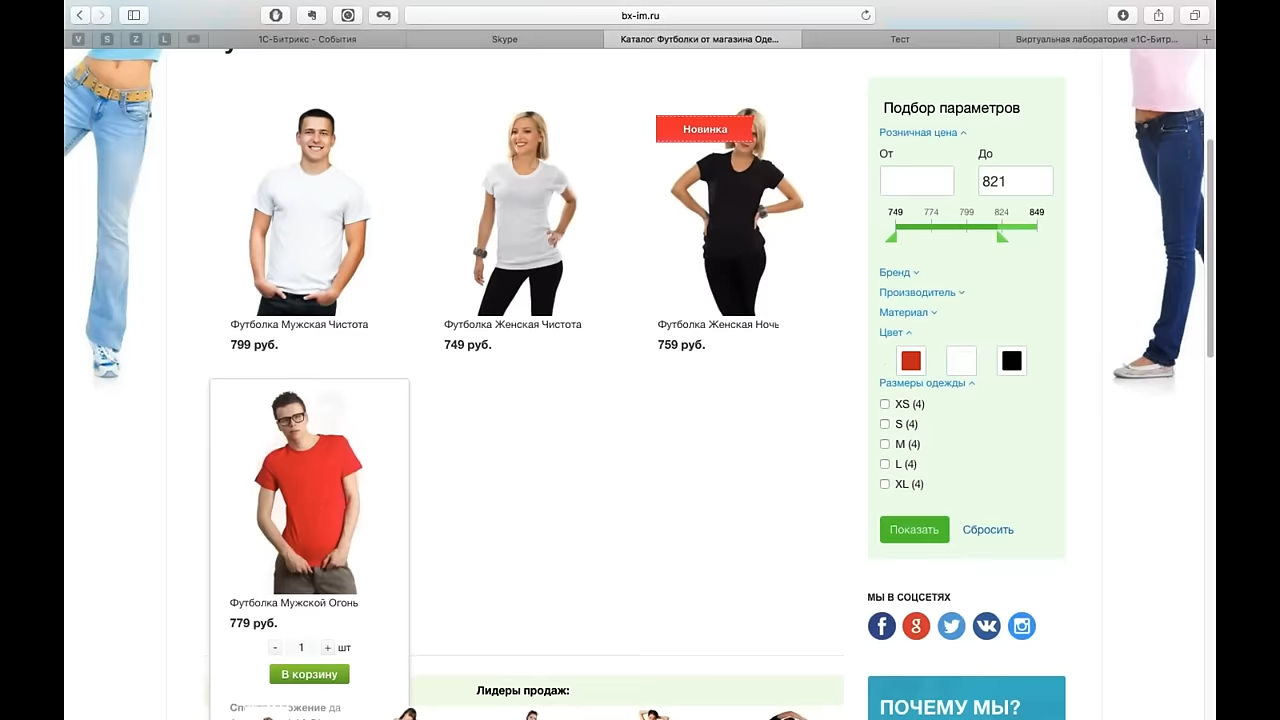 bx-im.ru
V S Z L
1С-Битрикс - События
Skype
Каталог Футболки от магазина Оде...
Тест
Виртуальная лаборатория «1С-Битр...
Новинка
Футболка Мужская Чистота
799 руб.
Футболка Женская Чистота
749 руб.
Футболка Женская Ночь
759 руб.
Футболка Мужской Огонь
779 руб.
- 1 + шт
В корзину
да
Лидеры продаж:
Подбор параметров
Розничная цена
От До
821
749 774 799 824 849
Бренд
Производитель
Материал
Цвет
Размеры одежды
XS (4)
S (4)
M (4)
L (4)
XL (4)
Показать Сбросить
МЫ В СОЦСЕТЯХ
ПОЧЕМУ МЫ?